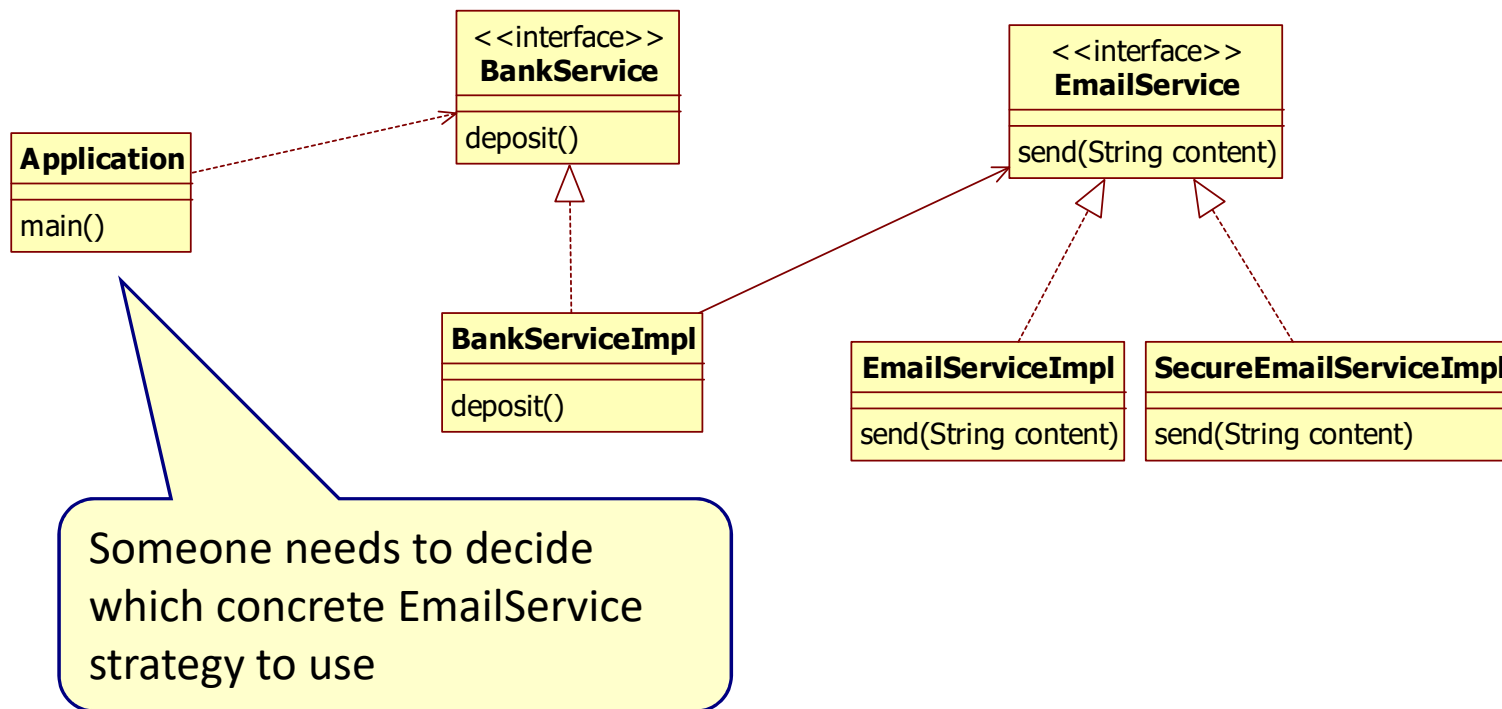 <<interface>>
BankService
deposit()
<<interface>>
EmailService
send(String content)
Application
main()
BankServiceImpl
deposit()
EmailServiceImpl
send(String content)
SecureEmailServiceImpl
send(String content)
Someone needs to decide
which concrete EmailService
strategy to use